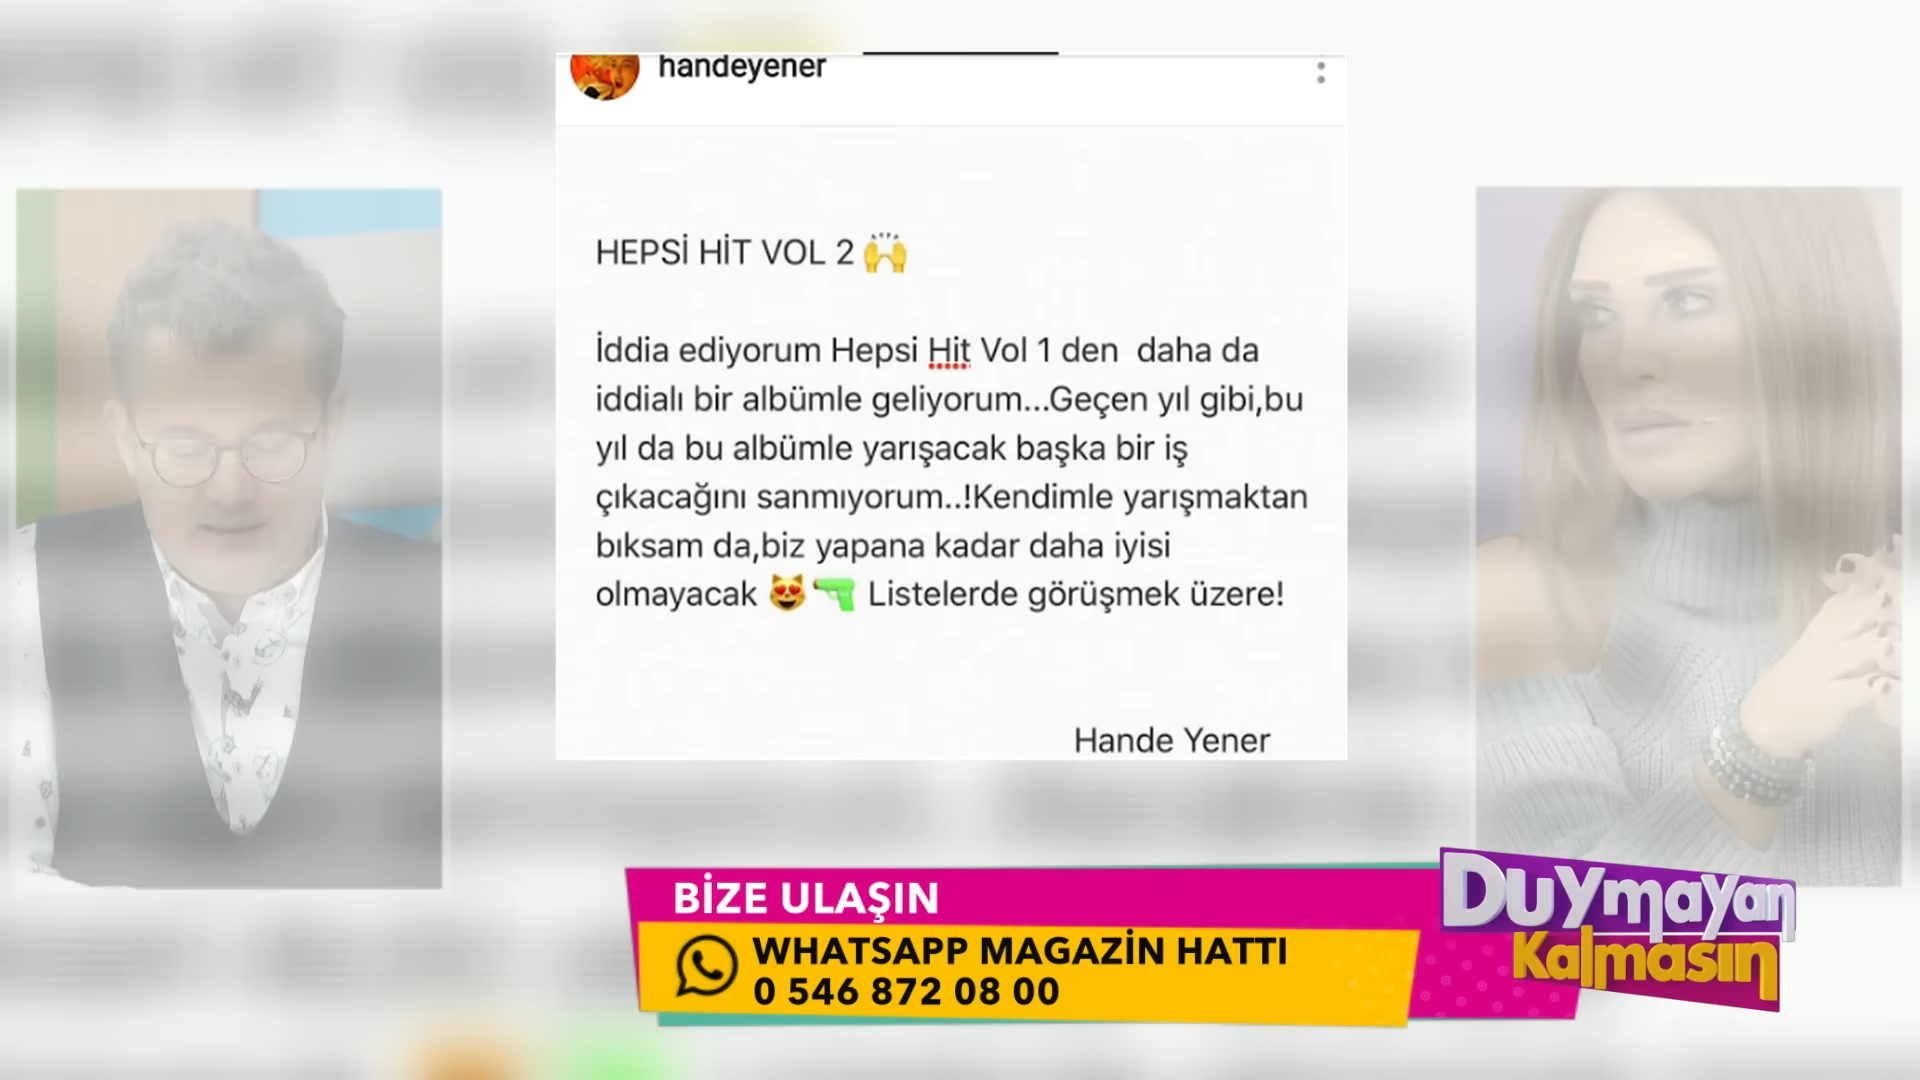 handeyener
HEPSİ HİT VOL 2 🙌
İddia ediyorum Hepsi Hit Vol 1 den  daha da
iddialı bir albümle geliyorum...Geçen yıl gibi,bu
yıl da bu albümle yarışacak başka bir iş
çıkacağını sanmıyorum..!Kendimle yarışmaktan
bıksam da,biz yapana kadar daha iyisi
olmayacak 😻🔫 Listelerde görüşmek üzere!
Hande Yener
BİZE ULAŞIN
WHATSAPP MAGAZİN HATTI
0 546 872 08 00
Duymayan
Kalmasın